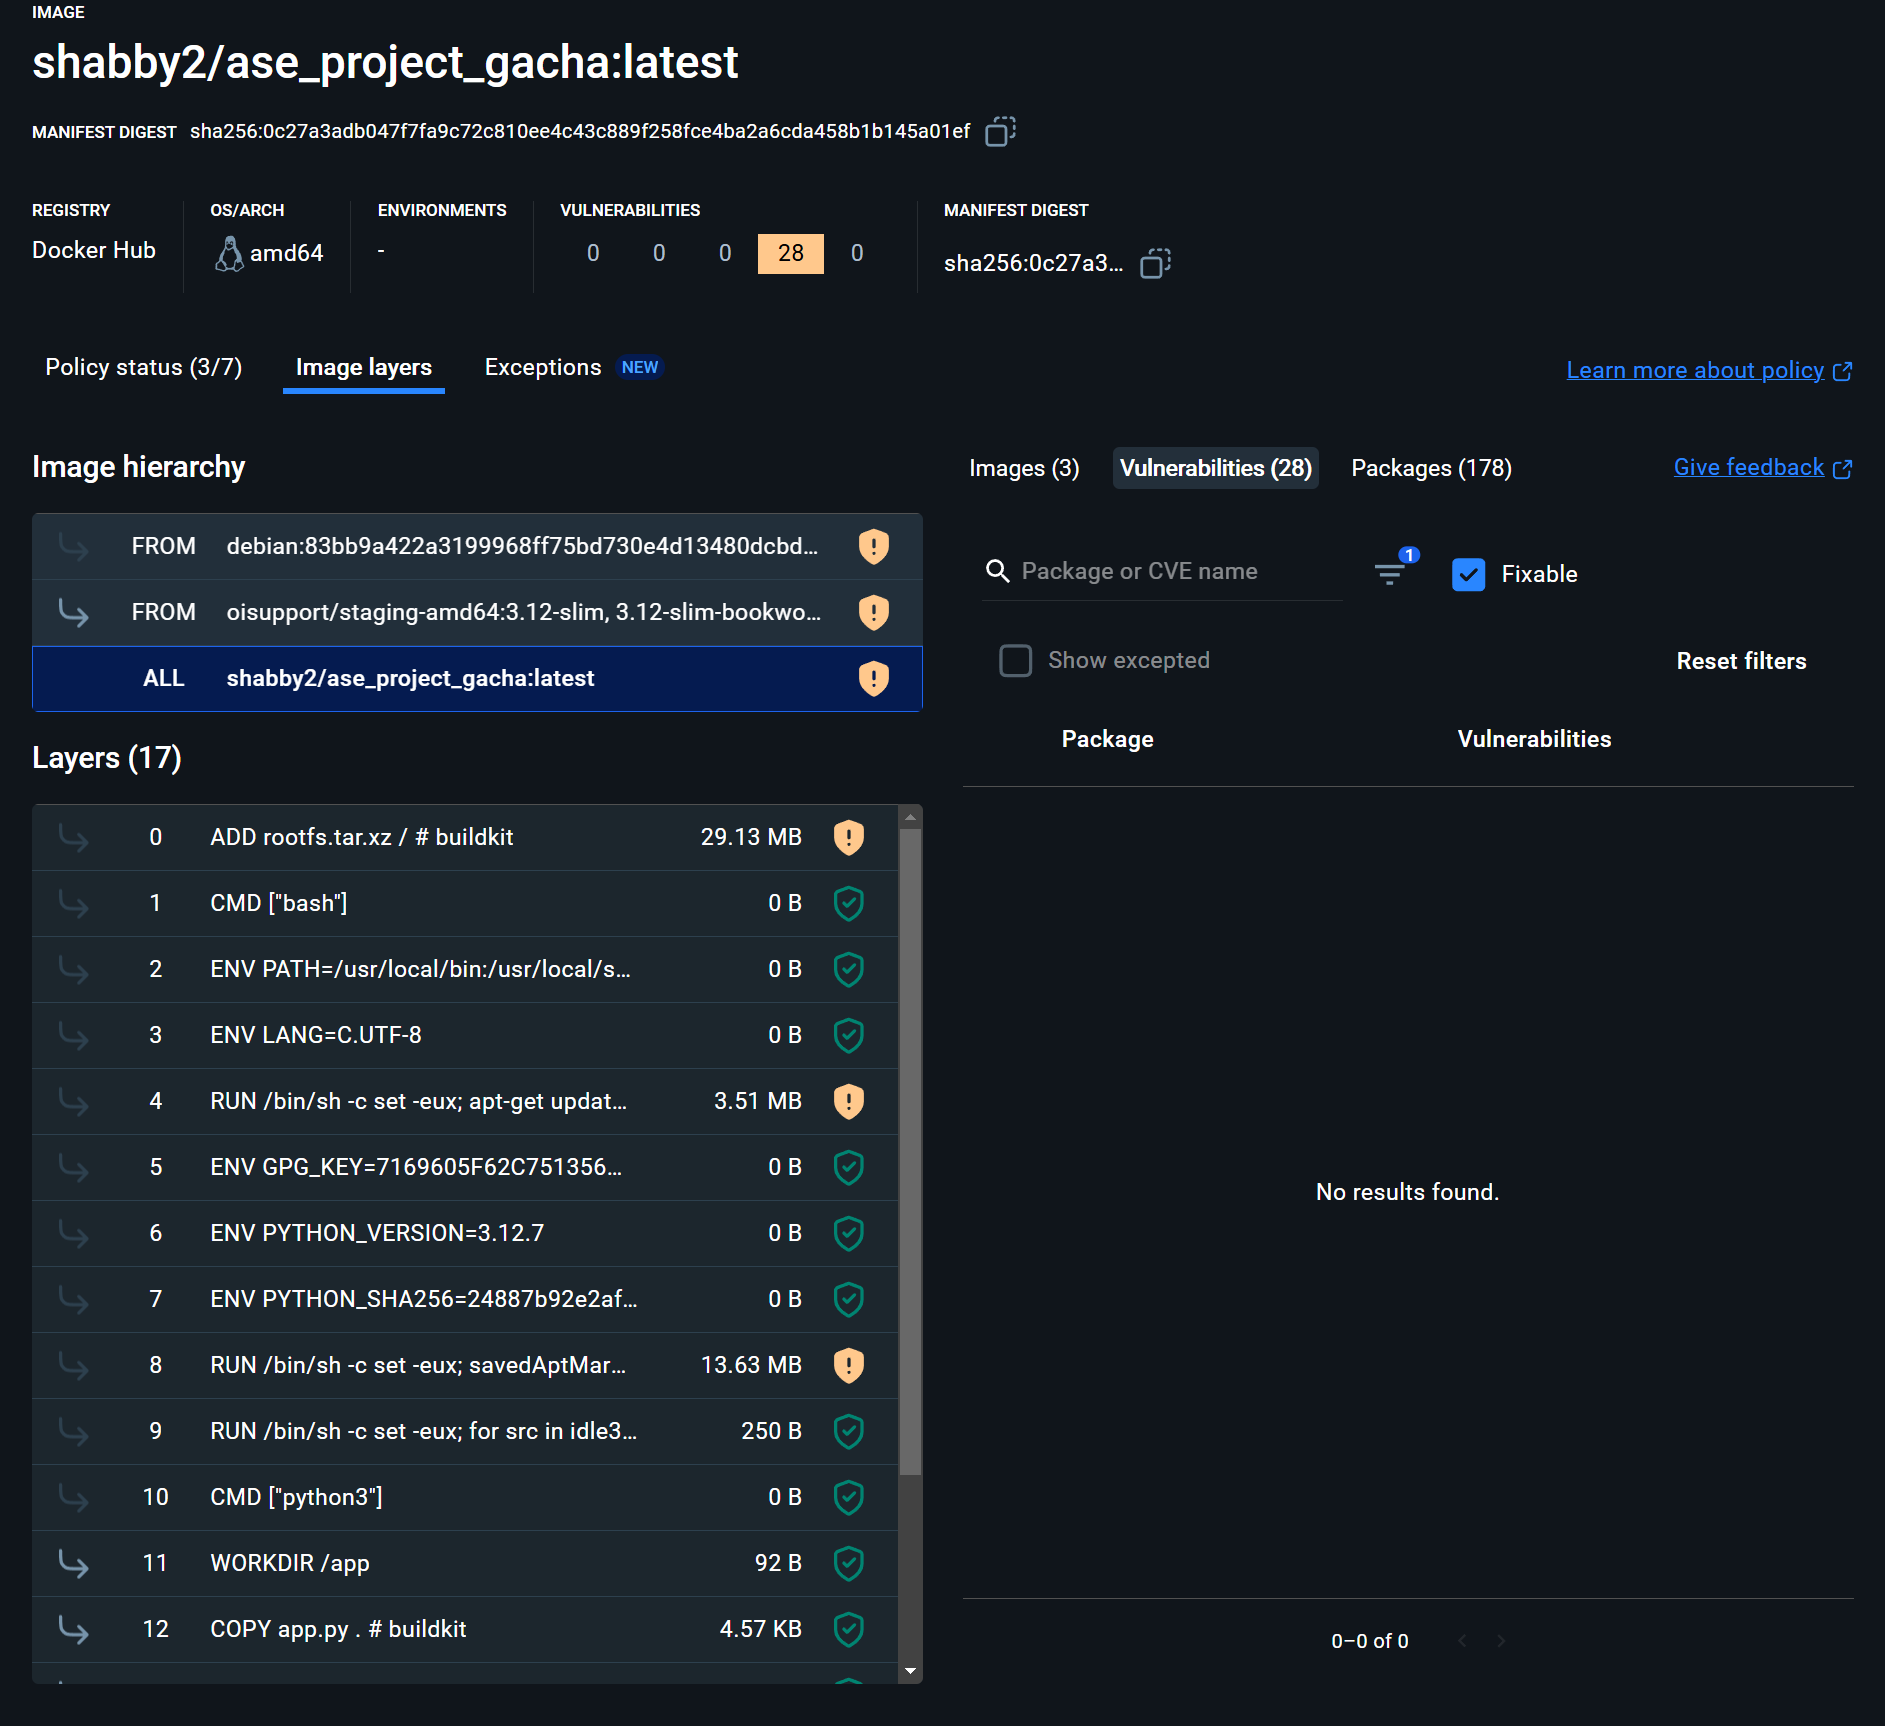 IMAGE
shabby2/ase_project_gacha:latest
MANIFEST DIGEST sha256:0c27a3adb047f7fa9c72c810ee4c43c889f258fce4ba2a6cda458b1b145a01ef
REGISTRY OS/ARCH ENVIRONMENTS VULNERABILITIES MANIFEST DIGEST
Docker Hub amd64 - 0 0 0 28 0 sha256:0c27a3...
Policy status (3/7) Image layers Exceptions NEW Learn more about policy
Image hierarchy
FROM debian:83bb9a422a3199968ff75bd730e4d13480dcbd...
FROM oisupport/staging-amd64:3.12-slim, 3.12-slim-bookwo...
ALL shabby2/ase_project_gacha:latest
Layers (17)
0 ADD rootfs.tar.xz / # buildkit 29.13 MB
1 CMD ["bash"] 0 B
2 ENV PATH=/usr/local/bin:/usr/local/s... 0 B
3 ENV LANG=C.UTF-8 0 B
4 RUN /bin/sh -c set -eux; apt-get updat... 3.51 MB
5 ENV GPG_KEY=7169605F62C751356... 0 B
6 ENV PYTHON_VERSION=3.12.7 0 B
7 ENV PYTHON_SHA256=24887b92e2af... 0 B
8 RUN /bin/sh -c set -eux; savedAptMar... 13.63 MB
9 RUN /bin/sh -c set -eux; for src in idle3... 250 B
10 CMD ["python3"] 0 B
11 WORKDIR /app 92 B
12 COPY app.py . # buildkit 4.57 KB
Images (3) Vulnerabilities (28) Packages (178) Give feedback
Package or CVE name 1 Fixable
Show excepted Reset filters
Package Vulnerabilities
No results found.
0–0 of 0